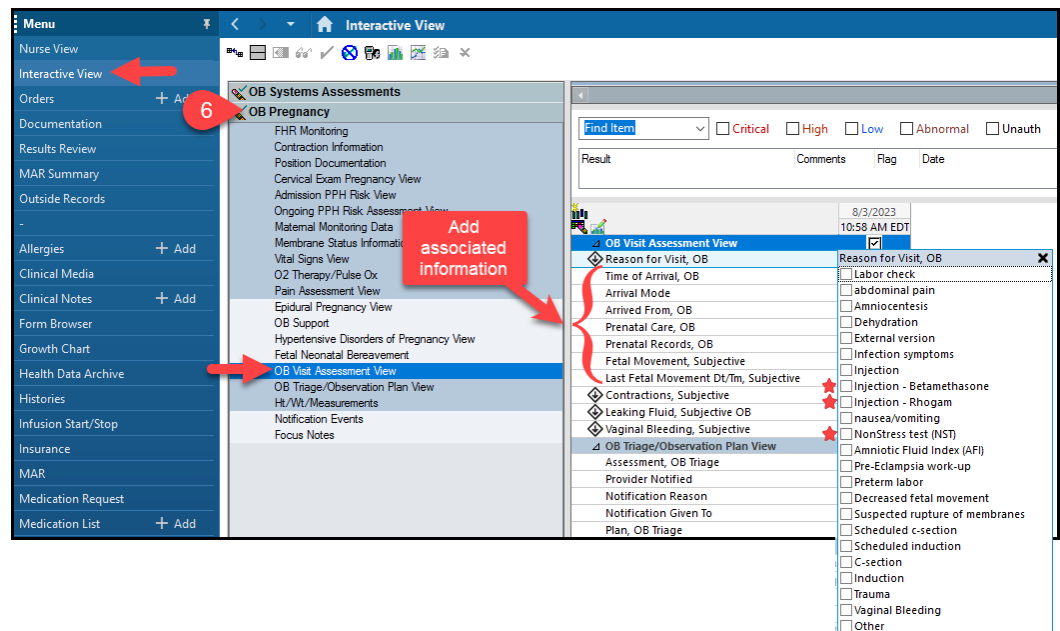 Menu
Interactive View
Nurse View
Interactive View
Orders + Ad
Documentation
Results Review
MAR Summary
Outside Records
-
Allergies + Add
Clinical Media
Clinical Notes + Add
Form Browser
Growth Chart
Health Data Archive
Histories
Infusion Start/Stop
Insurance
MAR
Medication Request
Medication List + Add
6
OB Systems Assessments
OB Pregnancy
FHR Monitoring
Contraction Information
Position Documentation
Cervical Exam Pregnancy View
Admission PPH Risk View
Ongoing PPH Risk Assessment View
Maternal Monitoring Data
Membrane Status Informatio
Vital Signs View
O2 Therapy/Pulse Ox
Pain Assessment View
Epidural Pregnancy View
OB Support
Hypertensive Disorders of Pregnancy View
Fetal Neonatal Bereavement
OB Visit Assessment View
OB Triage/Observation Plan View
Ht/Wt/Measurements
Notification Events
Focus Notes
Add
associated
information
Find Item Critical High Low Abnormal Unauth
Result Comments Flag Date
8/3/2023
10:58 AM EDT
OB Visit Assessment View
Reason for Visit, OB
Time of Arrival, OB
Arrival Mode
Arrived From, OB
Prenatal Care, OB
Prenatal Records, OB
Fetal Movement, Subjective
Last Fetal Movement Dt/Tm, Subjective
Contractions, Subjective
Leaking Fluid, Subjective OB
Vaginal Bleeding, Subjective
OB Triage/Observation Plan View
Assessment, OB Triage
Provider Notified
Notification Reason
Notification Given To
Plan, OB Triage
Reason for Visit, OB X
Labor check
abdominal pain
Amniocentesis
Dehydration
External version
Infection symptoms
Injection
Injection - Betamethasone
Injection - Rhogam
nausea/vomiting
NonStress test (NST)
Amniotic Fluid Index (AFI)
Pre-Eclampsia work-up
Preterm labor
Decreased fetal movement
Suspected rupture of membranes
Scheduled c-section
Scheduled induction
C-section
Induction
Trauma
Vaginal Bleeding
Other